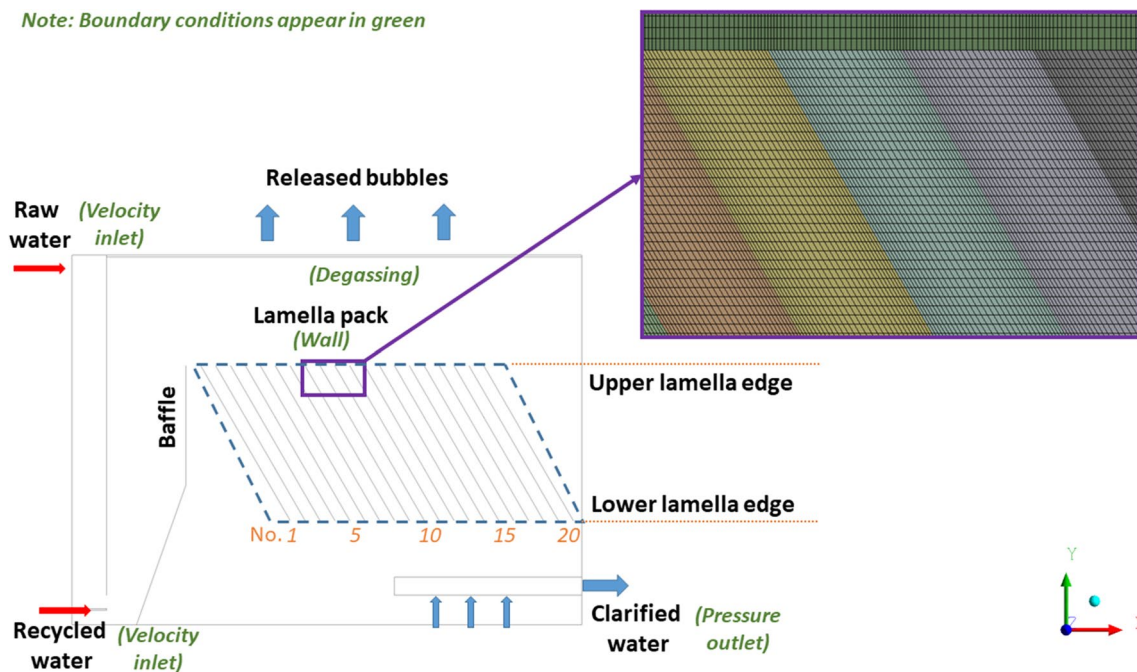 Note: Boundary conditions appear in green
Released bubbles
Raw
water
(Velocity
inlet)
(Degassing)
Lamella pack
(Wall)
Baffle
Upper lamella edge
Lower lamella edge
No. 1 5 10 15 20
Recycled
water
(Velocity
inlet)
Clarified
water
(Pressure
outlet)
Y
Z